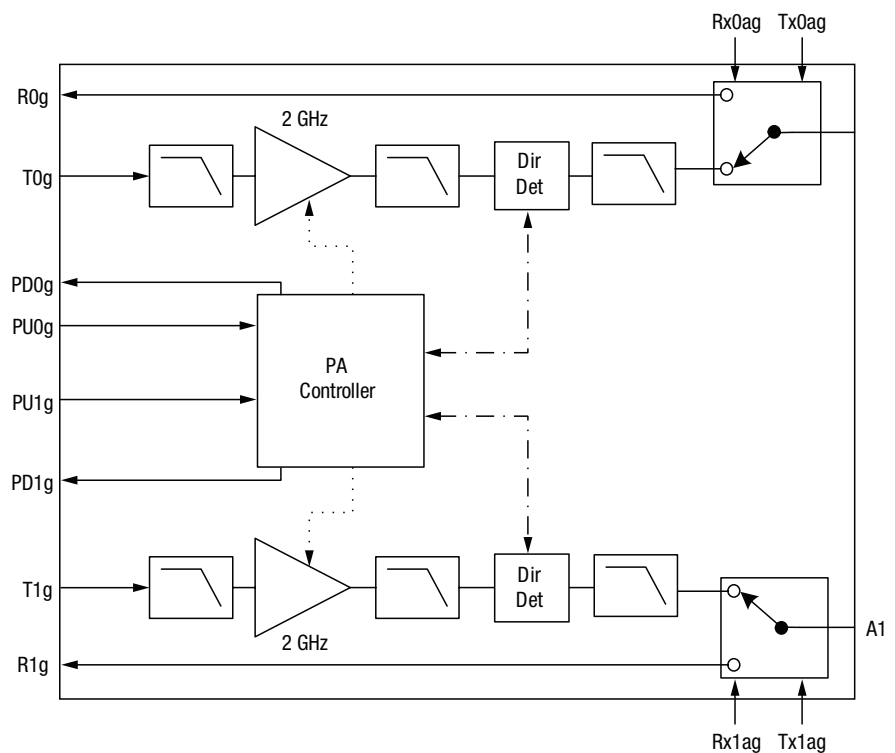 Rx0ag Tx0ag
R0g
2 GHz
T0g
Dir
Det
PD0g
PU0g
PA
Controller
PU1g
PD1g
T1g
Dir
Det
A1
2 GHz
R1g
Rx1ag Tx1ag